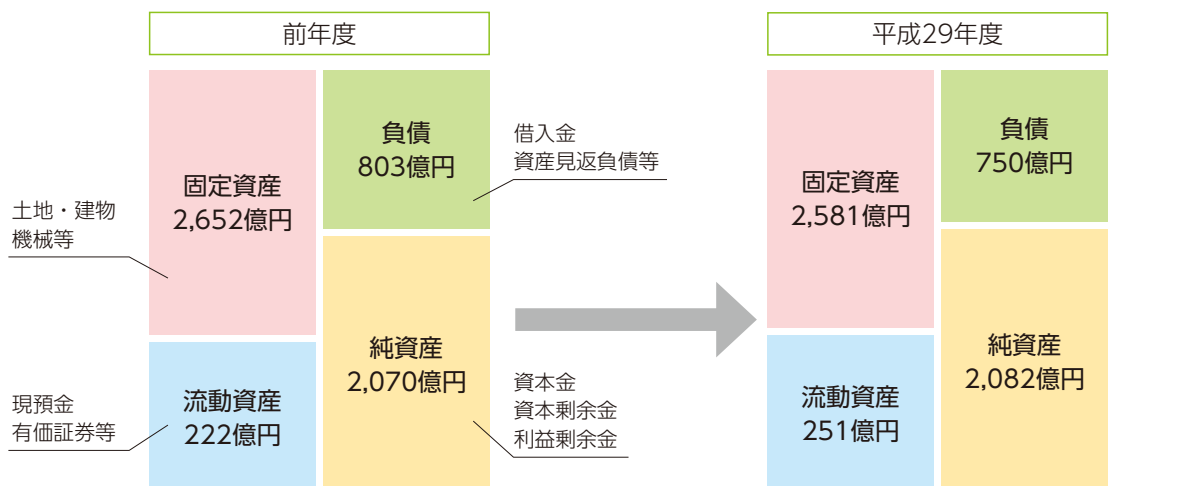 前年度
固定資産
2,652億円
負債
803億円
流動資産
222億円
純資産
2,070億円
土地・建物
機械等
現預金
有価証券等
借入金
資産見返負債等
資本金
資本剰余金
利益剰余金
平成29年度
固定資産
2,581億円
負債
750億円
流動資産
251億円
純資産
2,082億円